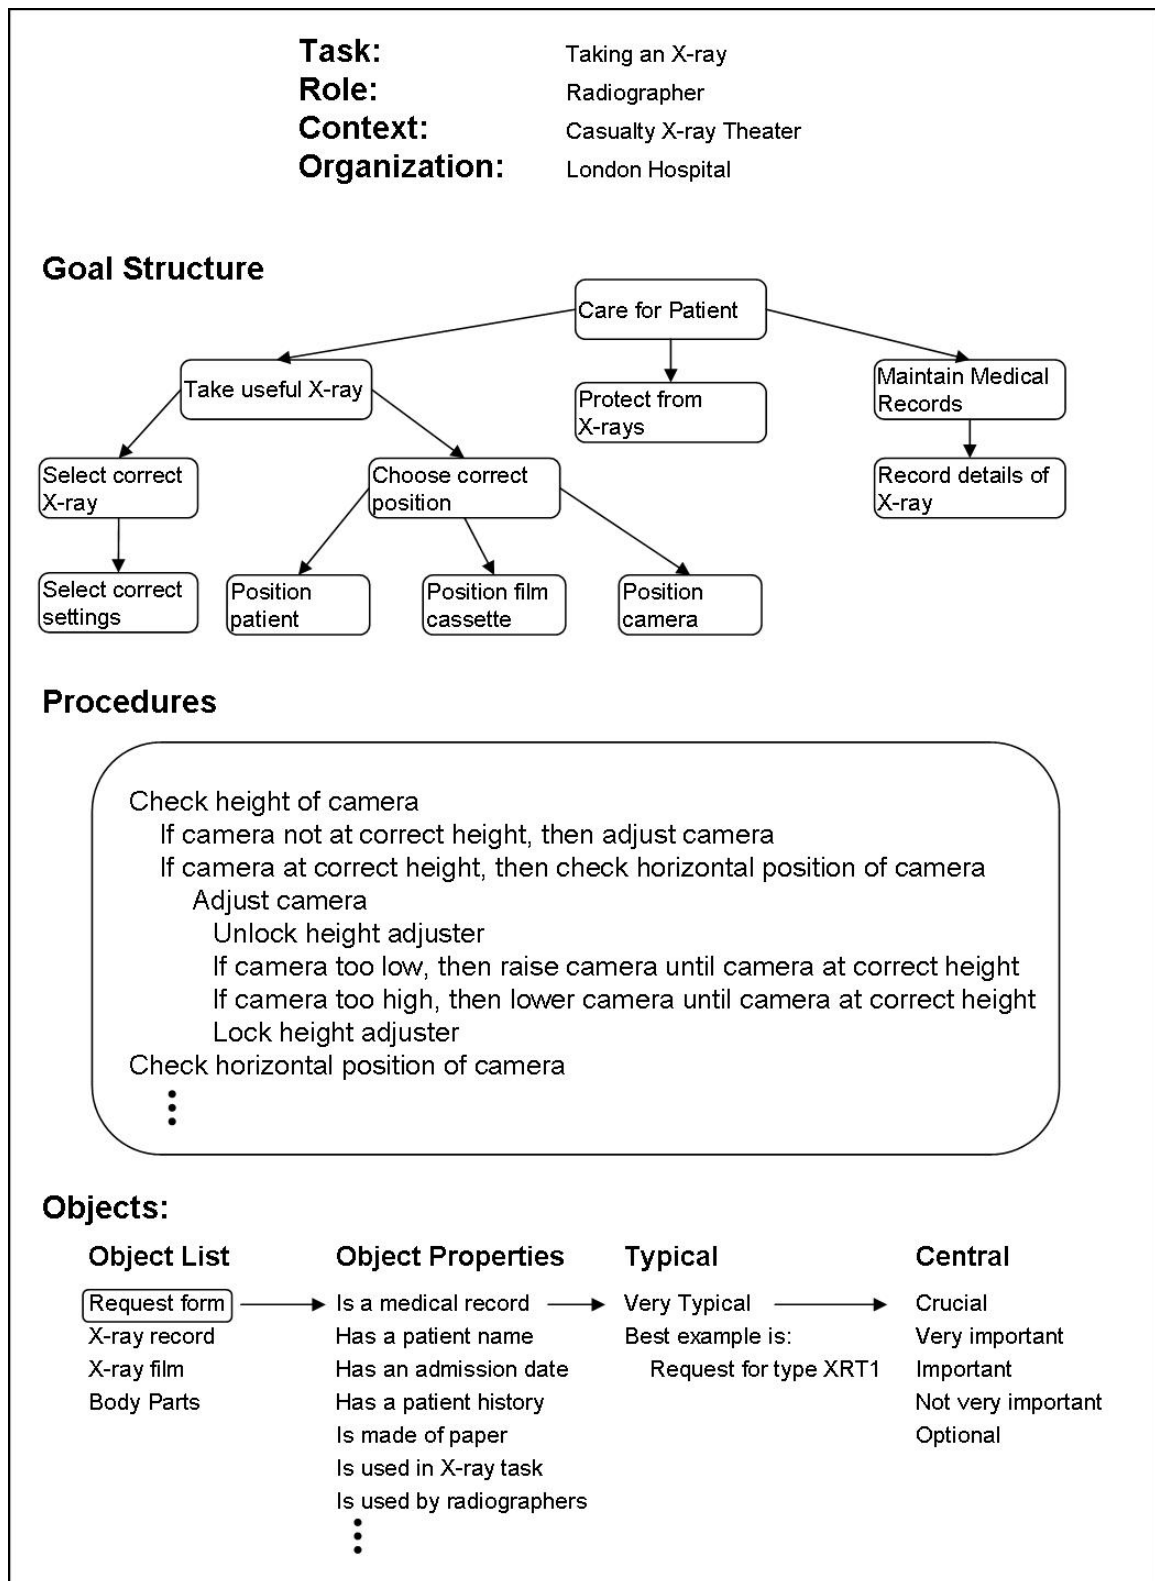 Task: Taking an X-ray
Role: Radiographer
Context: Casualty X-ray Theater
Organization: London Hospital
Goal Structure
Care for Patient
Take useful X-ray
Protect from
X-rays
Maintain Medical
Records
Select correct
X-ray
Choose correct
position
Record details of
X-ray
Select correct
settings
Position
patient
Position film
cassette
Position
camera
Procedures
Check height of camera
If camera not at correct height, then adjust camera
If camera at correct height, then check horizontal position of camera
Adjust camera
Unlock height adjuster
If camera too low, then raise camera until camera at correct height
If camera too high, then lower camera until camera at correct height
Lock height adjuster
Check horizontal position of camera
Objects:
Object List
Request form
X-ray record
X-ray film
Body Parts
Object Properties
Is a medical record
Has a patient name
Has an admission date
Has a patient history
Is made of paper
Is used in X-ray task
Is used by radiographers
Typical
Very Typical
Best example is:
Request for type XRT1
Central
Crucial
Very important
Important
Not very important
Optional